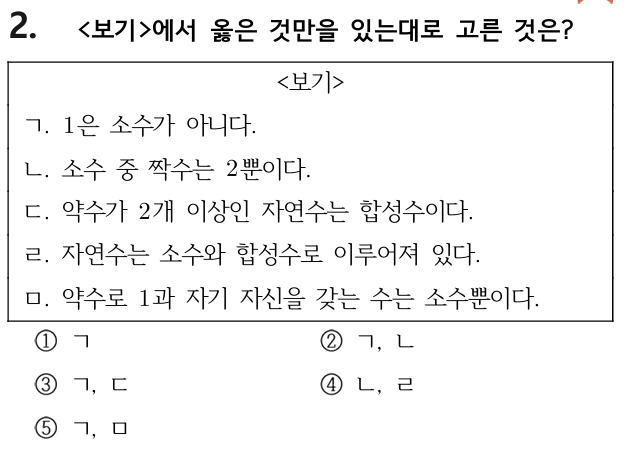 2. <보기>에서 옳은 것만을 있는대로 고른 것은?
<보기>
ㄱ. 1은 소수가 아니다.
ㄴ. 소수 중 짝수는 2뿐이다.
ㄷ. 약수가 2개 이상인 자연수는 합성수이다.
ㄹ. 자연수는 소수와 합성수로 이루어져 있다.
ㅁ. 약수로 1과 자기 자신을 갖는 수는 소수뿐이다.
① ㄱ ② ㄱ, ㄴ
③ ㄱ, ㄷ ④ ㄴ, ㄹ
⑤ ㄱ, ㅁ